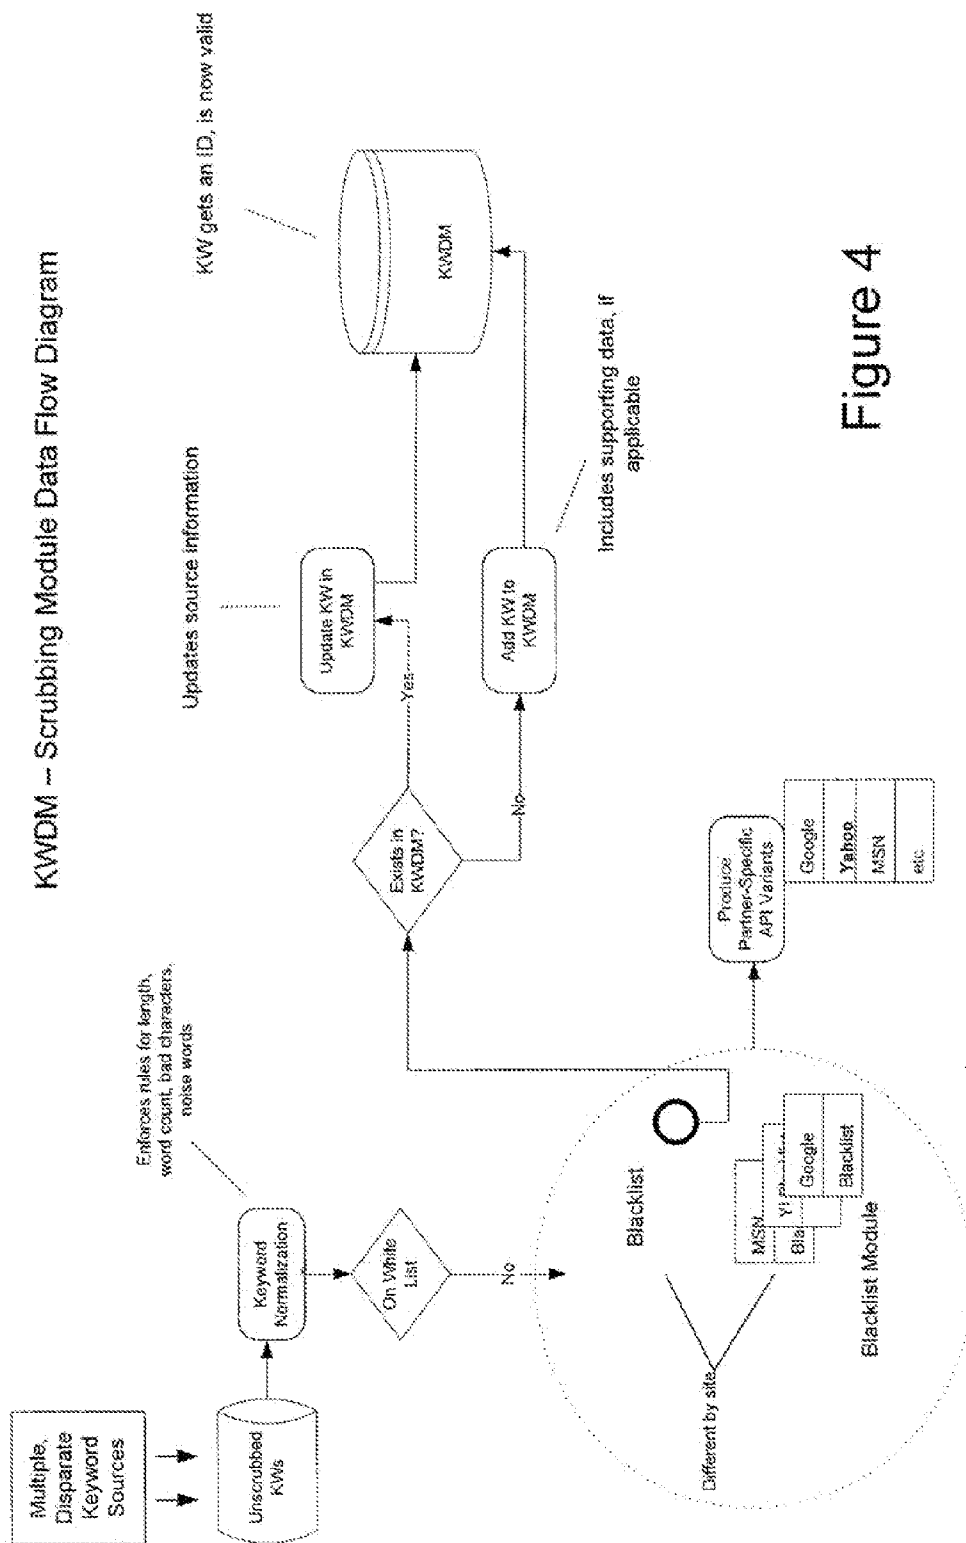 KWDM – Scrubbing Module Data Flow Diagram
Multiple,
Disparate
Keyword
Sources
Unscrubbed
KWs
Keyword
Normalization
Enforces rules for length,
word count, bad characters,
noise words
On White
List
No
Blacklist
Different by site
MSN
Bla
Google
Blacklist
Blacklist Module
Produce
Partner-Specific
API Variants
Google
Yahoo
MSN
etc
Exists in
KWDM?
Yes
No
Updates source information
Update KW in
KWDM
Add KW to
KWDM
Includes supporting data, if
applicable
KW gets an ID, is now valid
KWDM
Figure 4